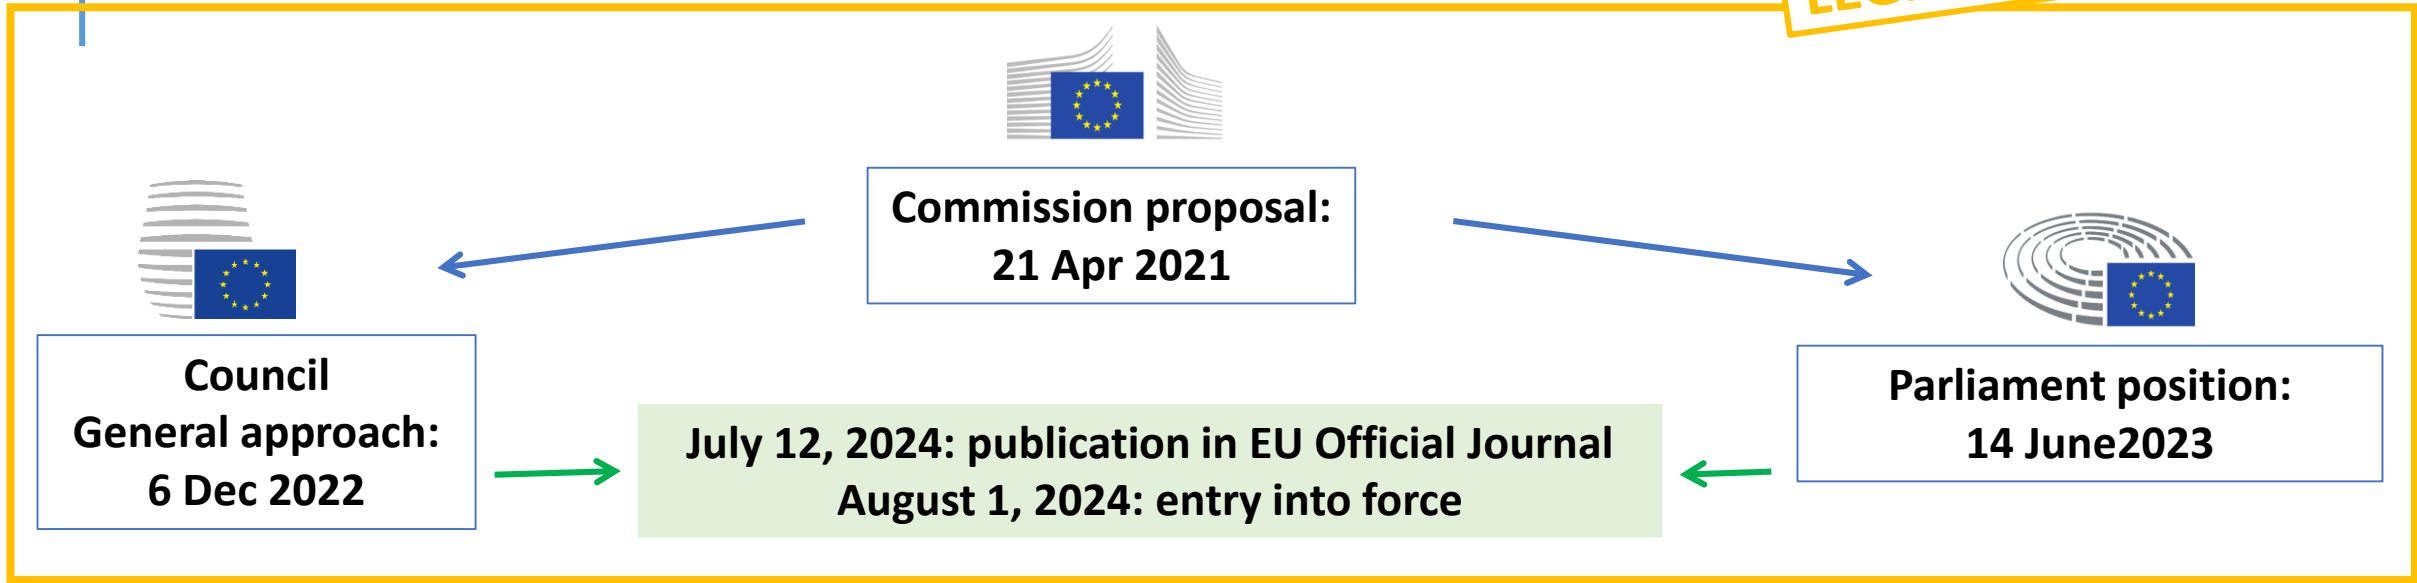 Commission proposal:
21 Apr 2021
Council
General approach:
6 Dec 2022
July 12, 2024: publication in EU Official Journal
August 1, 2024: entry into force
Parliament position:
14 June2023